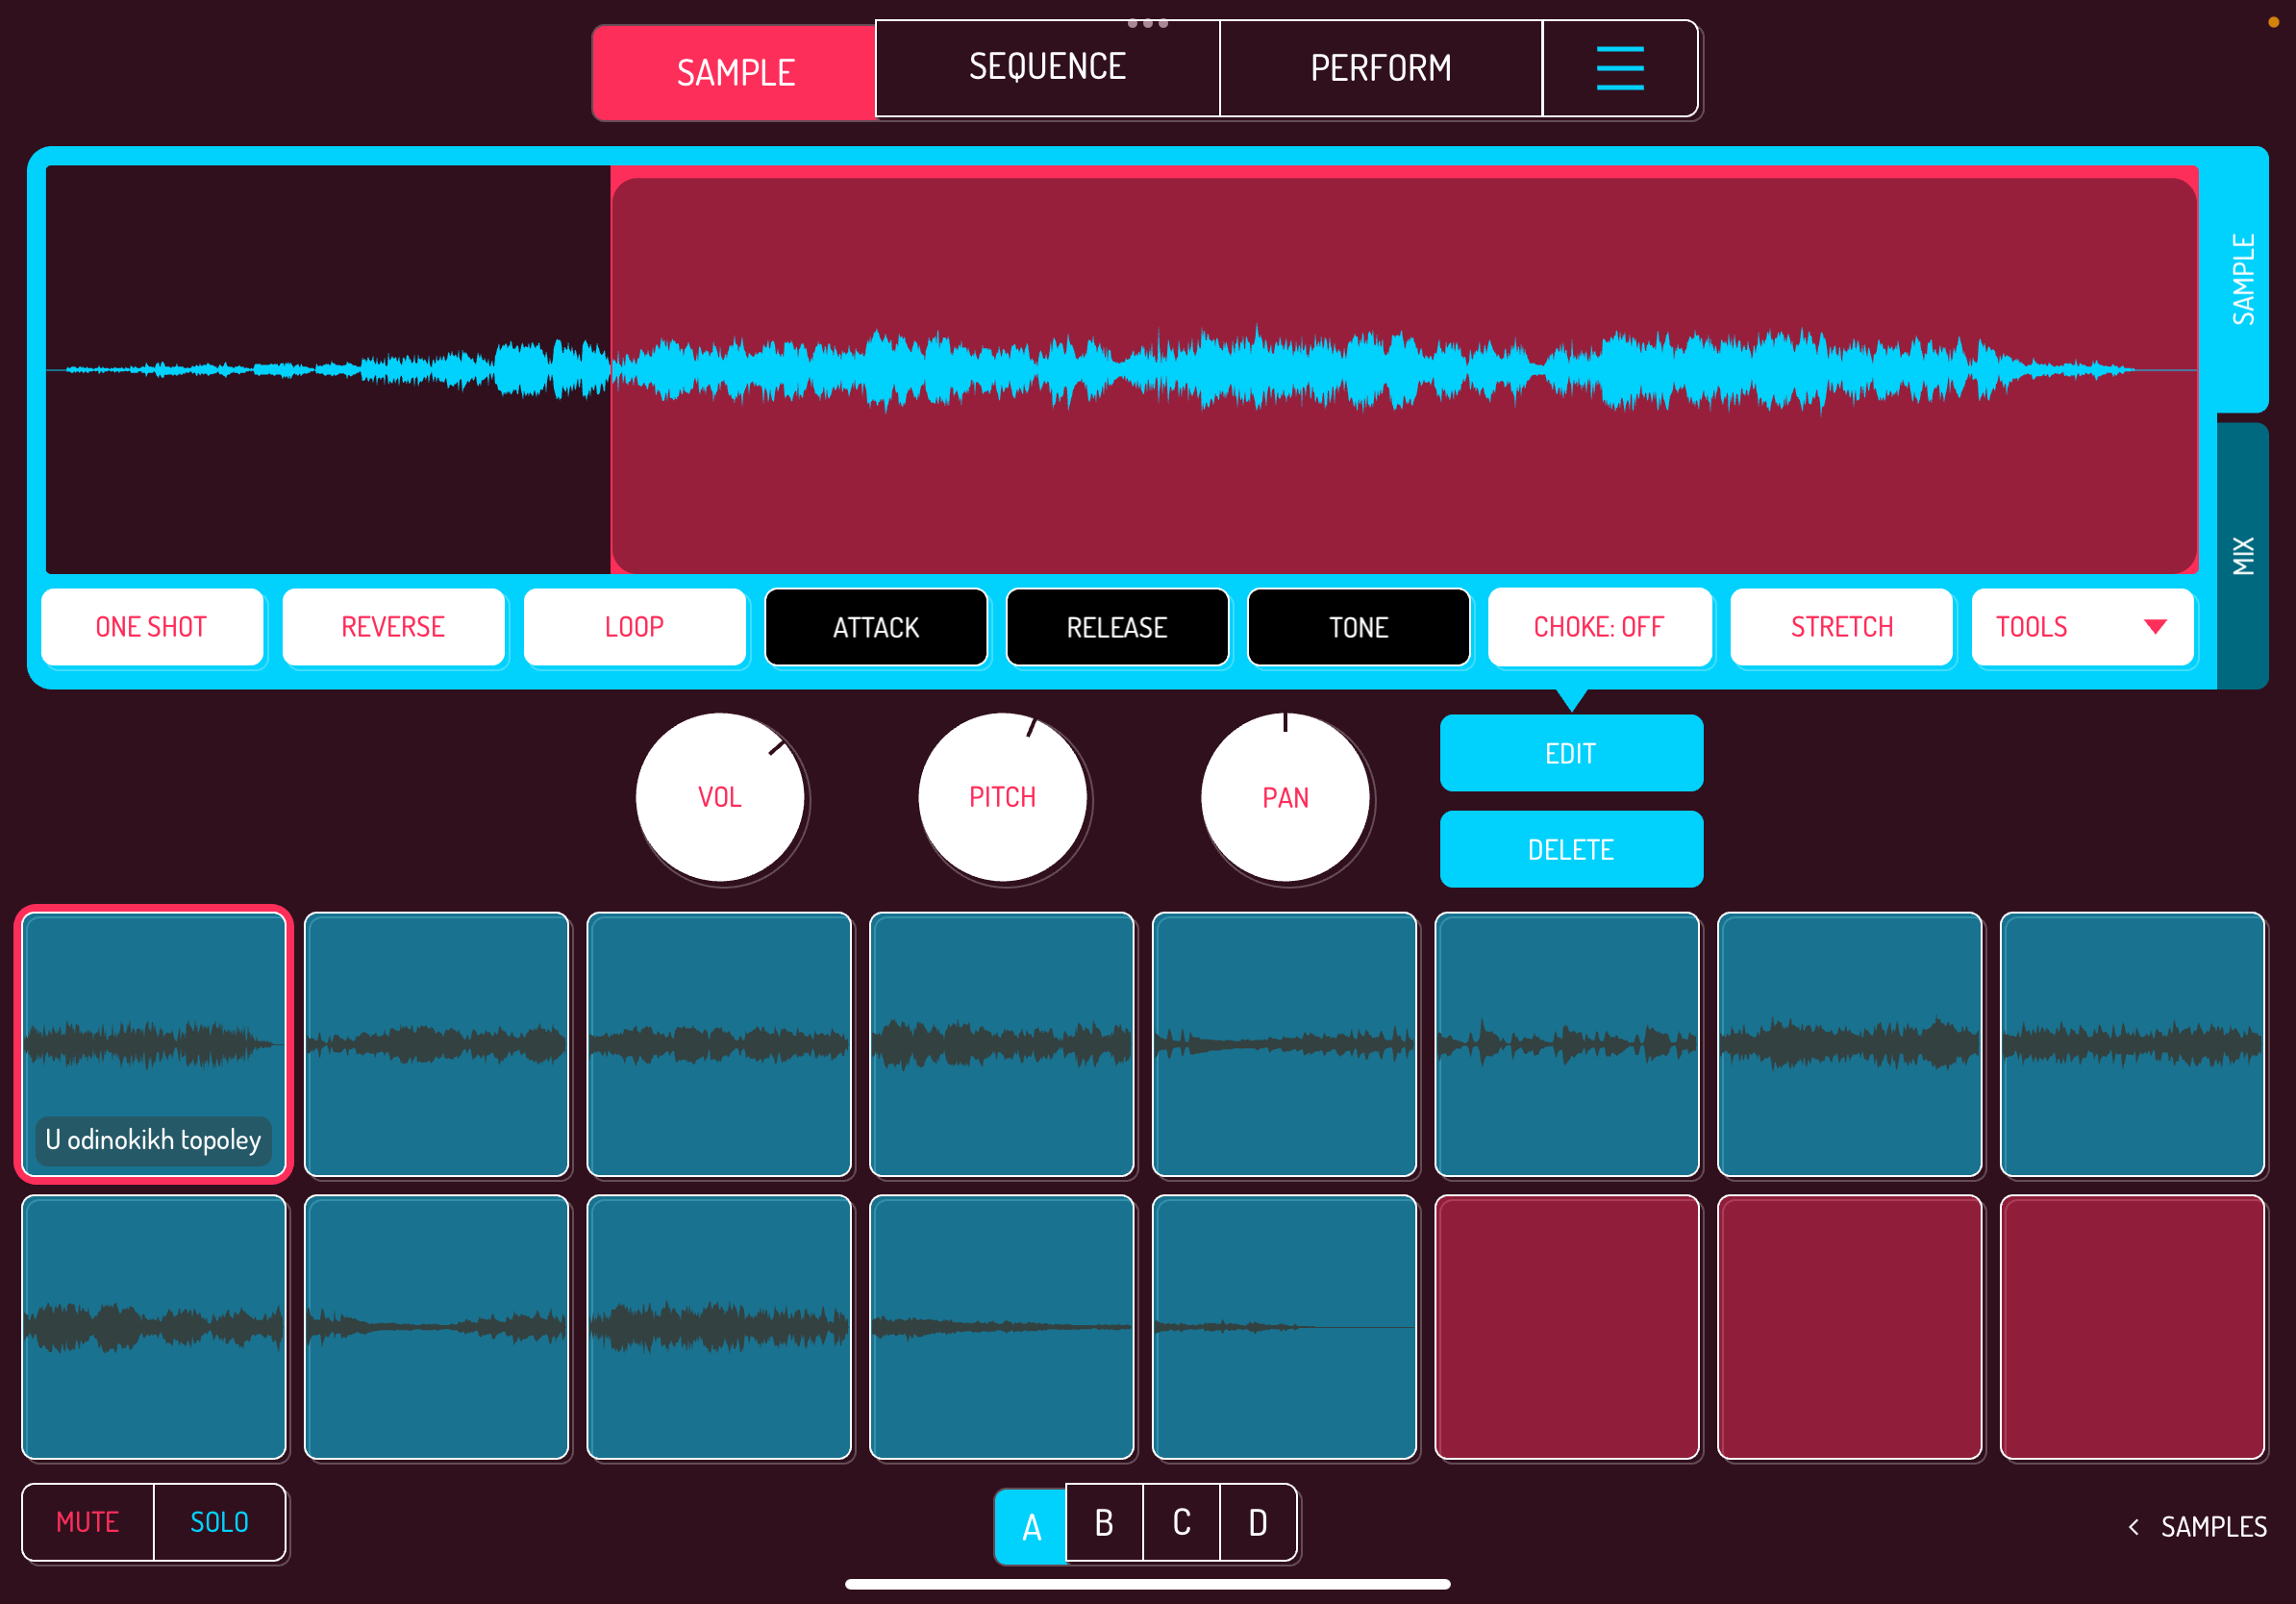 SAMPLE
SEQUENCE
PERFORM
SAMPLE
MIX
ONE SHOT
REVERSE
LOOP
ATTACK
RELEASE
TONE
CHOKE: OFF
STRETCH
TOOLS
VOL
PITCH
PAN
EDIT
DELETE
U odinokikh topoley
MUTE
SOLO
A
B
C
D
< SAMPLES